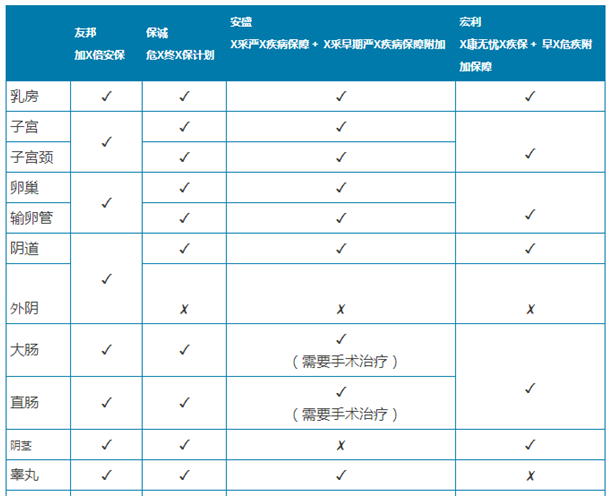 友邦
加X倍安保
保诚
危X终X保计划
安盛
X采严X疾病保障 + X采早期严X疾病保障附加
宏利
X康无忧X疾保 + 早X危疾附
加保障
乳房 ✓ ✓ ✓ ✓
子宫 ✓ ✓ ✓ ✓
子宫颈 ✓ ✓
卵巢 ✓ ✓ ✓ ✓
输卵管 ✓ ✓
阴道 ✓ ✓ ✓ ✓
外阴 ✗ ✗ ✗
大肠 ✓ ✓ ✓ ✓
（需要手术治疗）
直肠 ✓ ✓ ✓
（需要手术治疗）
阴茎 ✓ ✓ ✗ ✓
睾丸 ✓ ✓ ✓ ✗